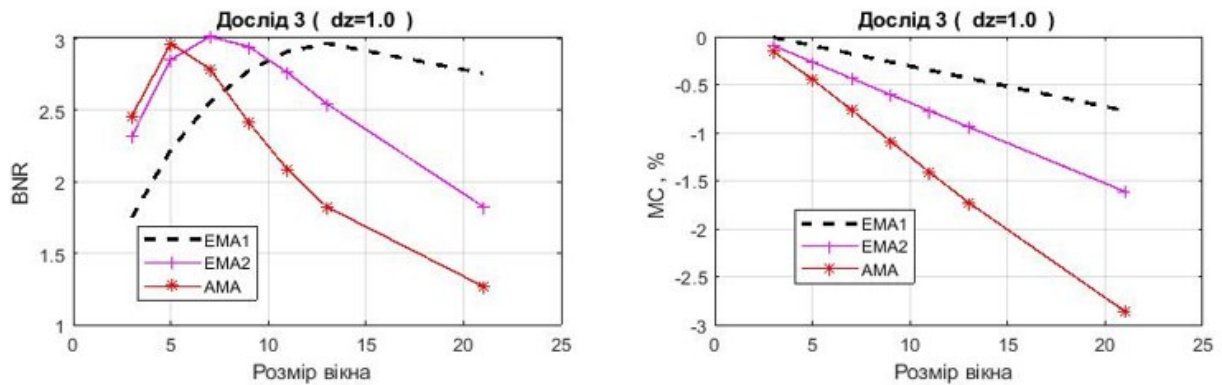 Дослід 3 ( dz=1.0 )
3
2.5
2
1.5
1
BNR
EMA1
EMA2
AMA
0 5 10 15 20 25
Розмір вікна
Дослід 3 ( dz=1.0 )
0
-0.5
-1
-1.5
-2
-2.5
-3
MC, %
EMA1
EMA2
AMA
0 5 10 15 20 25
Розмір вікна